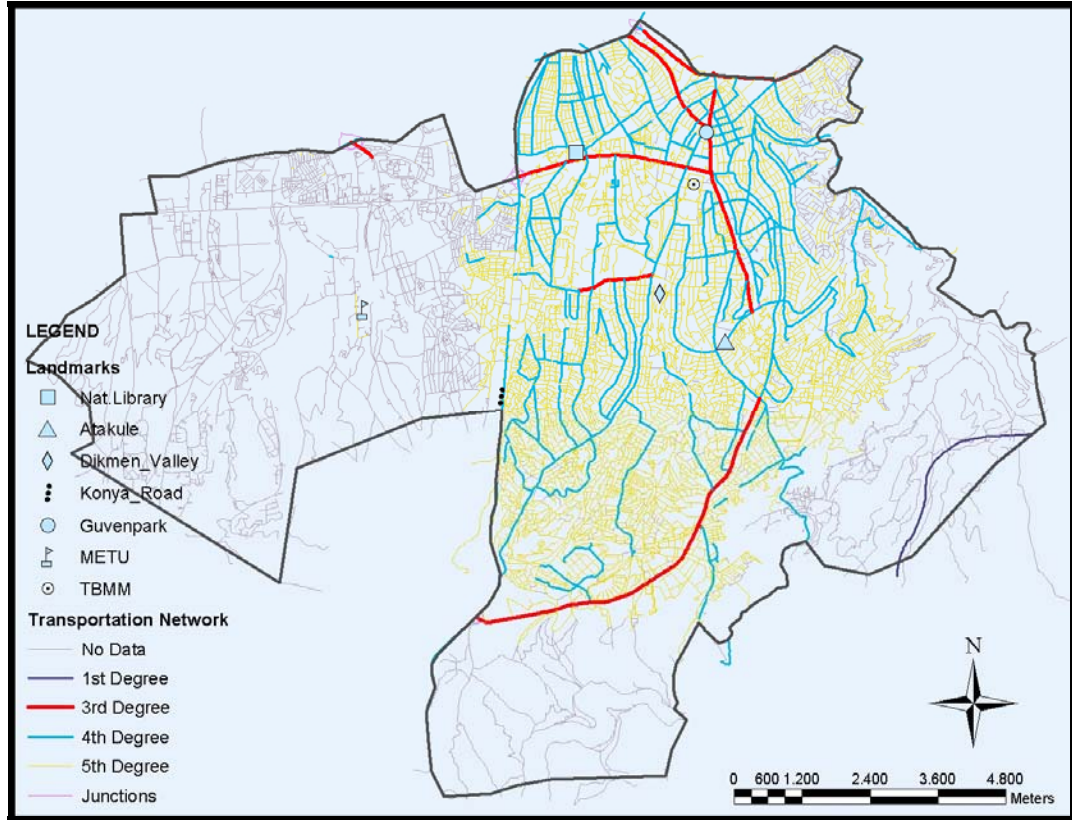 LEGEND
Landmarks
Nat.Library
Atakule
Dikmen_Valley
Konya_Road
Guvenpark
METU
TBMM
Transportation Network
No Data
1st Degree
3rd Degree
4th Degree
5th Degree
Junctions
N
0 600 1.200 2.400 3.600 4.800
Meters